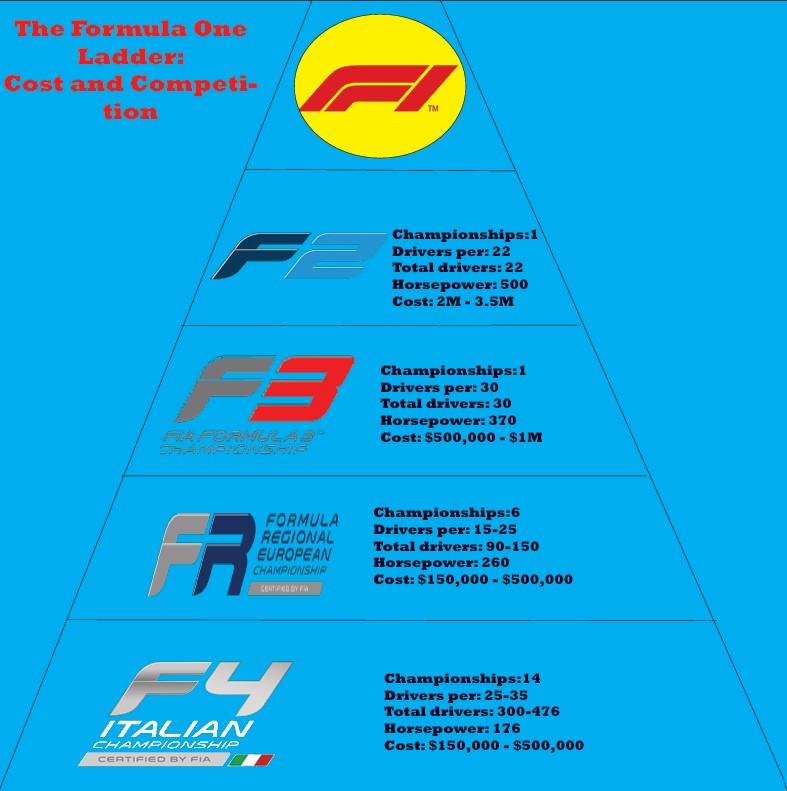 The Formula One
Ladder:
Cost and Competi-
tion
F1
TM
F2
Championships:1
Drivers per: 22
Total drivers: 22
Horsepower: 500
Cost: 2M - 3.5M
F3
FIA FORMULA 3™
CHAMPIONSHIP
Championships:1
Drivers per: 30
Total drivers: 30
Horsepower: 370
Cost: $500,000 - $1M
FR
FORMULA
REGIONAL
EUROPEAN
CHAMPIONSHIP
CERTIFIED BY FIA
Championships:6
Drivers per: 15-25
Total drivers: 90-150
Horsepower: 260
Cost: $150,000 - $500,000
F4
ITALIAN
CHAMPIONSHIP
CERTIFIED BY FIA
Championships:14
Drivers per: 25-35
Total drivers: 300-476
Horsepower: 176
Cost: $150,000 - $500,000